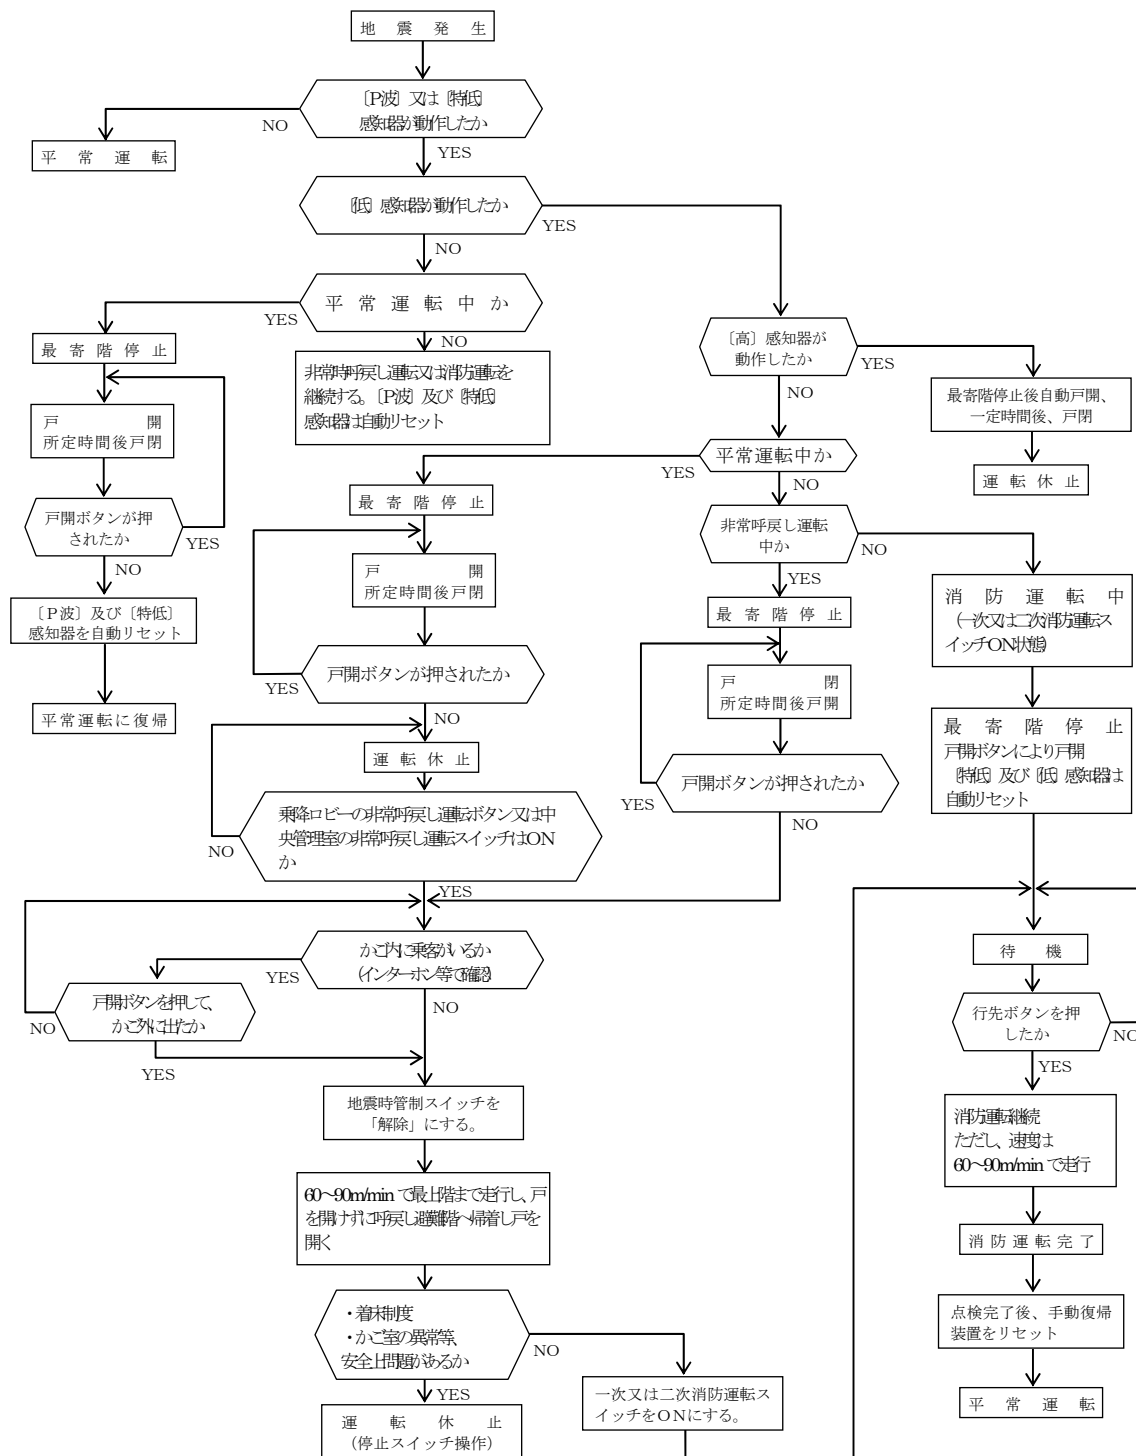 地震発生
〔P波〕又は〔特低〕
感知器が動作したか
NO
平常運転
YES
〔低〕感知器が動作したか
YES
NO
平常運転中か
YES
NO
最寄階停止
戸開
所定時間後戸閉
戸開ボタンが押
されたか
YES
NO
〔P波〕及び〔特低〕
感知器を自動リセット
平常運転に復帰
非常時呼戻し運転又は消防運転を
継続する。〔P波〕及び〔特低〕
感知器は自動リセット
〔高〕感知器が
動作したか
YES
NO
最寄階停止後自動戸開、
一定時間後、戸閉
運転休止
平常運転中か
YES
NO
最寄階停止
戸開
所定時間後戸閉
戸開ボタンが押されたか
YES
NO
運転休止
乗降ロビーの非常呼戻し運転ボタン又は中
央管理室の非常呼戻し運転スイッチはON
か
NO
YES
非常呼戻し運転
中か
NO
YES
最寄階停止
戸閉
所定時間後戸開
戸開ボタンが押されたか
YES
NO
消防運転中
(一次又は二次消防運転ス
イッチON状態)
最寄階停止
戸開ボタンにより戸開
〔特低〕及び〔低〕感知器は
自動リセット
かご内に乗客がいるか
(インターホン等で確認)
YES
NO
戸開ボタンを押して、
かご外に出たか
NO
YES
地震時管制スイッチを
「解除」にする。
60～90m/min で最上階まで走行し、戸
を開けずに呼戻し避難階へ帰着し戸を
開く
・着床制度
・かご室の異常等、
安全上問題があるか
NO
YES
運転休止
(停止スイッチ操作)
一次又は二次消防運転ス
イッチをONにする。
待機
行先ボタンを押
したか
NO
YES
消防運転継続
ただし、速度は
60～90m/min で走行
消防運転完了
点検完了後、手動復帰
装置をリセット
平常運転